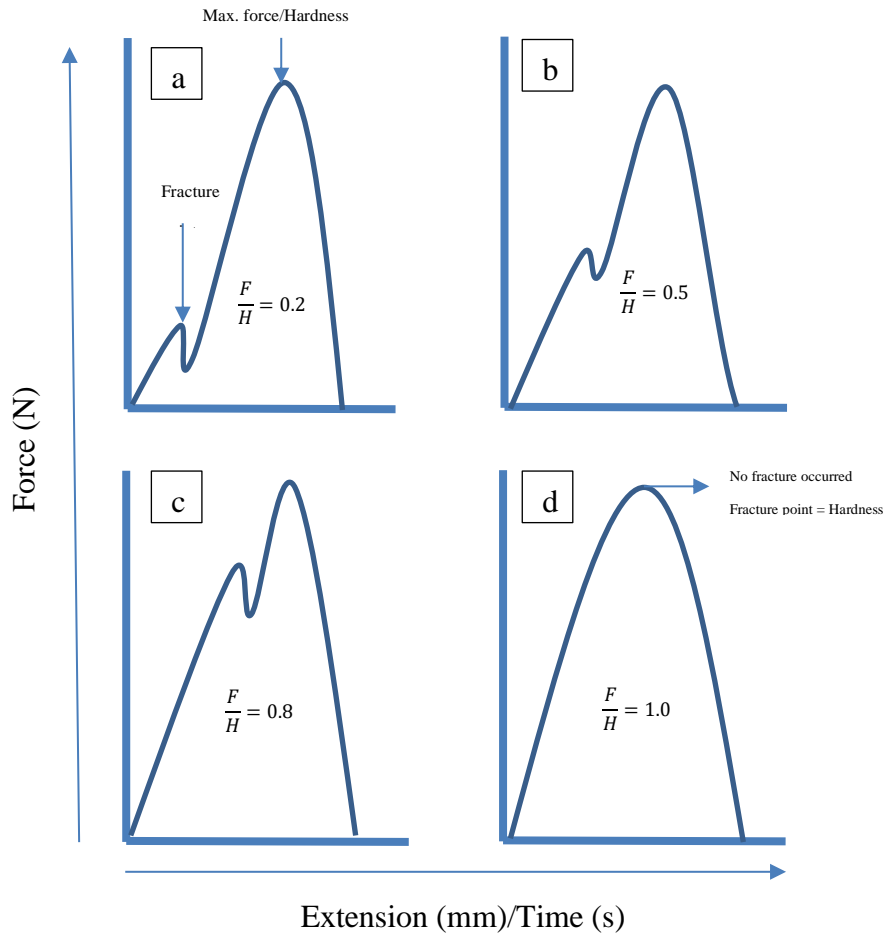 Max. force/Hardness
a
b
Fracture
F/H = 0.2
F/H = 0.5
Force (N)
c
d
No fracture occurred
Fracture point = Hardness
F/H = 0.8
F/H = 1.0
Extension (mm)/Time (s)